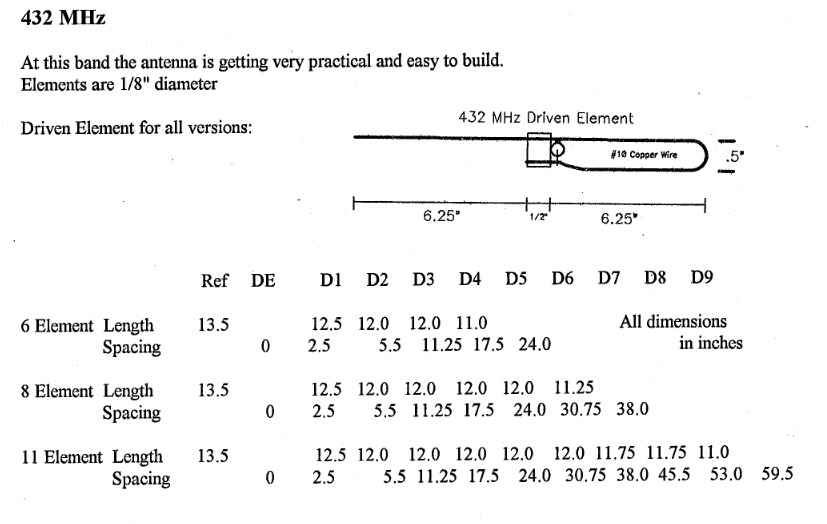 432 MHz
At this band the antenna is getting very practical and easy to build.
Elements are 1/8" diameter
Driven Element for all versions:
432 MHz Driven Element
#10 Copper Wire
.5"
6.25" 1/2" 6.25"
Ref DE D1 D2 D3 D4 D5 D6 D7 D8 D9
6 Element Length 13.5 12.5 12.0 12.0 11.0 All dimensions
Spacing 0 2.5 5.5 11.25 17.5 24.0 in inches
8 Element Length 13.5 12.5 12.0 12.0 12.0 12.0 11.25
Spacing 0 2.5 5.5 11.25 17.5 24.0 30.75 38.0
11 Element Length 13.5 12.5 12.0 12.0 12.0 12.0 12.0 11.75 11.75 11.0
Spacing 0 2.5 5.5 11.25 17.5 24.0 30.75 38.0 45.5 53.0 59.5